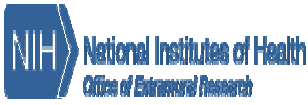 NIH National Institutes of Health
Office of Extramural Research